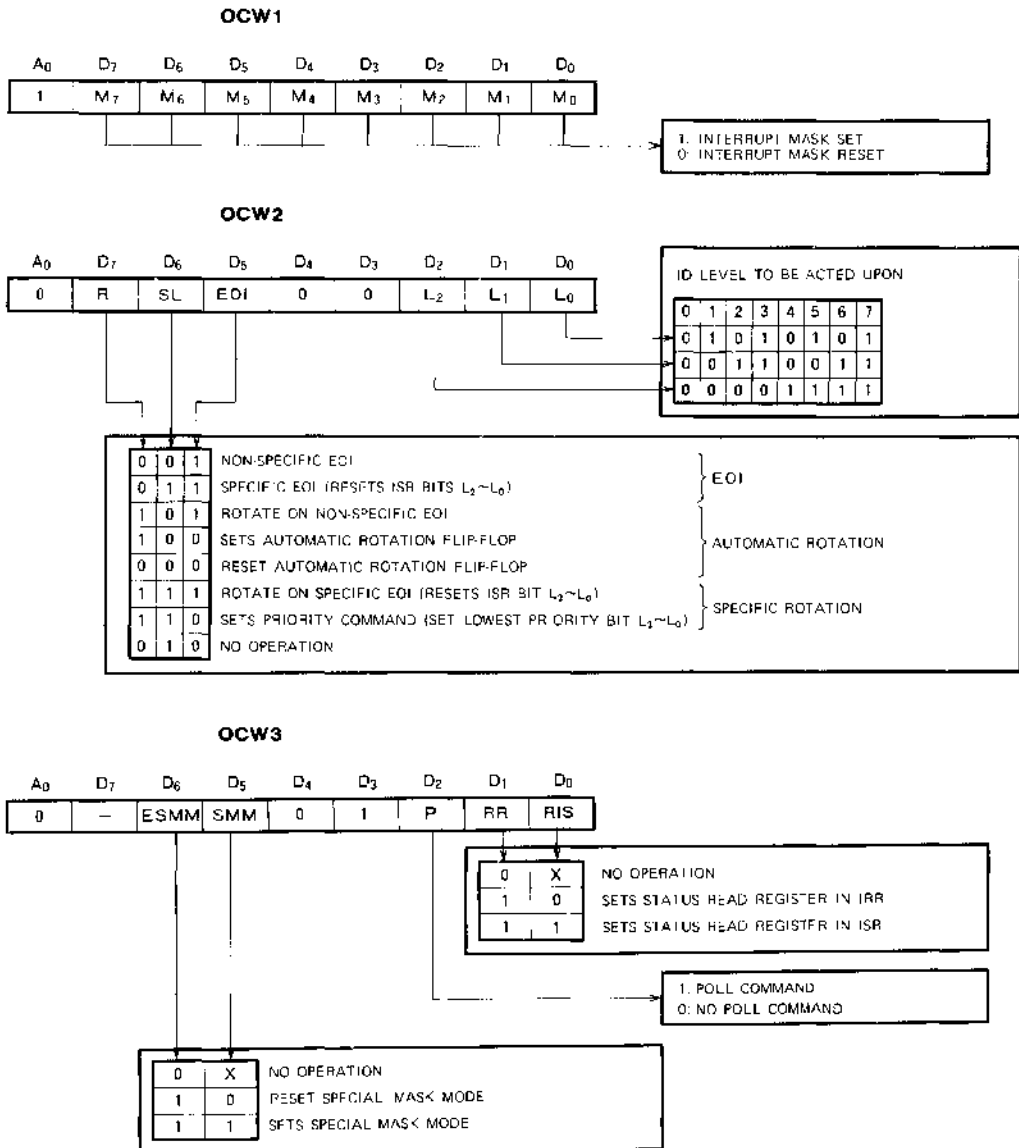 OCW1
A0 D7 D6 D5 D4 D3 D2 D1 D0
1 M7 M6 M5 M4 M3 M2 M1 M0
1: INTERRUPT MASK SET
0: INTERRUPT MASK RESET
OCW2
A0 D7 D6 D5 D4 D3 D2 D1 D0
0 R SL EOI 0 0 L2 L1 L0
ID LEVEL TO BE ACTED UPON
0 1 2 3 4 5 6 7
0 1 0 1 0 1 0 1
0 0 1 1 0 0 1 1
0 0 0 0 1 1 1 1
0 0 1 NON-SPECIFIC EOI
0 1 1 SPECIFIC EOI (RESETS ISR BITS L2~L0)
EOI
1 0 1 ROTATE ON NON-SPECIFIC EOI
1 0 0 SETS AUTOMATIC ROTATION FLIP-FLOP
0 0 0 RESET AUTOMATIC ROTATION FLIP-FLOP
AUTOMATIC ROTATION
1 1 1 ROTATE ON SPECIFIC EOI (RESETS ISR BIT L2~L0)
1 1 0 SETS PRIORITY COMMAND (SET LOWEST PRIORITY BIT L2~L0)
SPECIFIC ROTATION
0 1 0 NO OPERATION
OCW3
A0 D7 D6 D5 D4 D3 D2 D1 D0
0 – ESMM SMM 0 1 P RR RIS
0 X NO OPERATION
1 0 SETS STATUS READ REGISTER IN IRR
1 1 SETS STATUS READ REGISTER IN ISR
1: POLL COMMAND
0: NO POLL COMMAND
0 X NO OPERATION
1 0 RESET SPECIAL MASK MODE
1 1 SETS SPECIAL MASK MODE